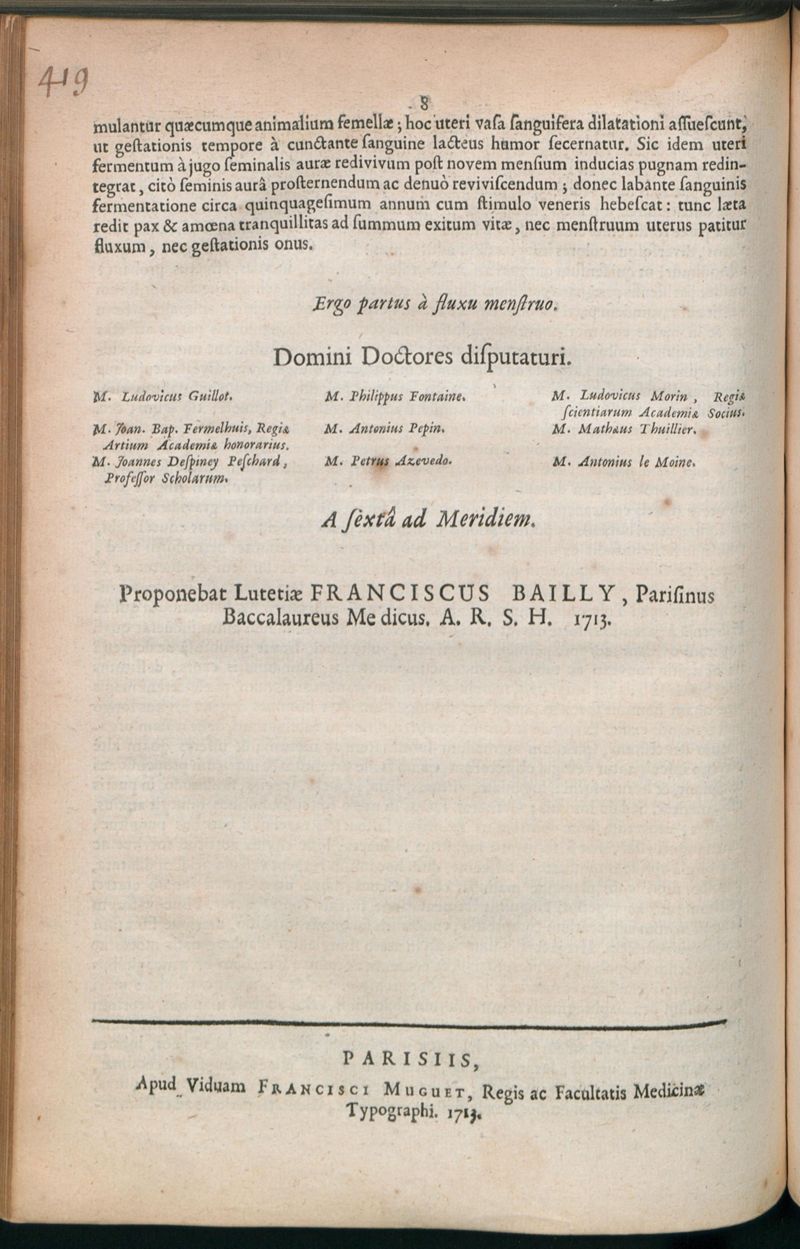 419
8
mulantur quæcumque animalium femellæ ; hoc uteri vaſa ſanguifera dilatationi aſſueſcunt,
ut geſtationis tempore à cunctante ſanguine lacteus humor ſecernatur. Sic idem uteri
fermentum à jugo ſeminalis auræ redivivum poſt novem menſium inducias pugnam redin-
tegrat, citò ſeminis aurâ proſternendum ac denuò reviviſcendum ; donec labante ſanguinis
fermentatione circa quinquageſimum annum cum ſtimulo veneris hebeſcat : tunc læta
redit pax & amœna tranquillitas ad ſummum exitum vitæ, nec menſtruum uterus patitur
fluxum, nec geſtationis onus.
Ergo partus à fluxu menſtruo.
Domini Doctores diſputaturi.
M. Ludovicus Guillot.
M. Joan. Bap. Fermelhuis, Regiæ
Artium Academiæ honorarius.
M. Joannes Deſpiney Peſchard,
Profeſſor Scholarum.
M. Philippus Fontaine.
M. Antonius Pepin.
M. Petrus Azevedo.
M. Ludovicus Morin, Regiæ
ſcientiarum Academiæ Socius.
M. Mathæus Thuillier.
M. Antonius le Moine.
A ſextâ ad Meridiem.
Proponebat Lutetiæ FRANCISCUS BAILLY, Pariſinus
Baccalaureus Medicus. A. R. S. H. 1713.
PARISIIS,
Apud Viduam FRANCISCI MUGUET, Regis ac Facultatis Medicinæ
Typographi. 1713.